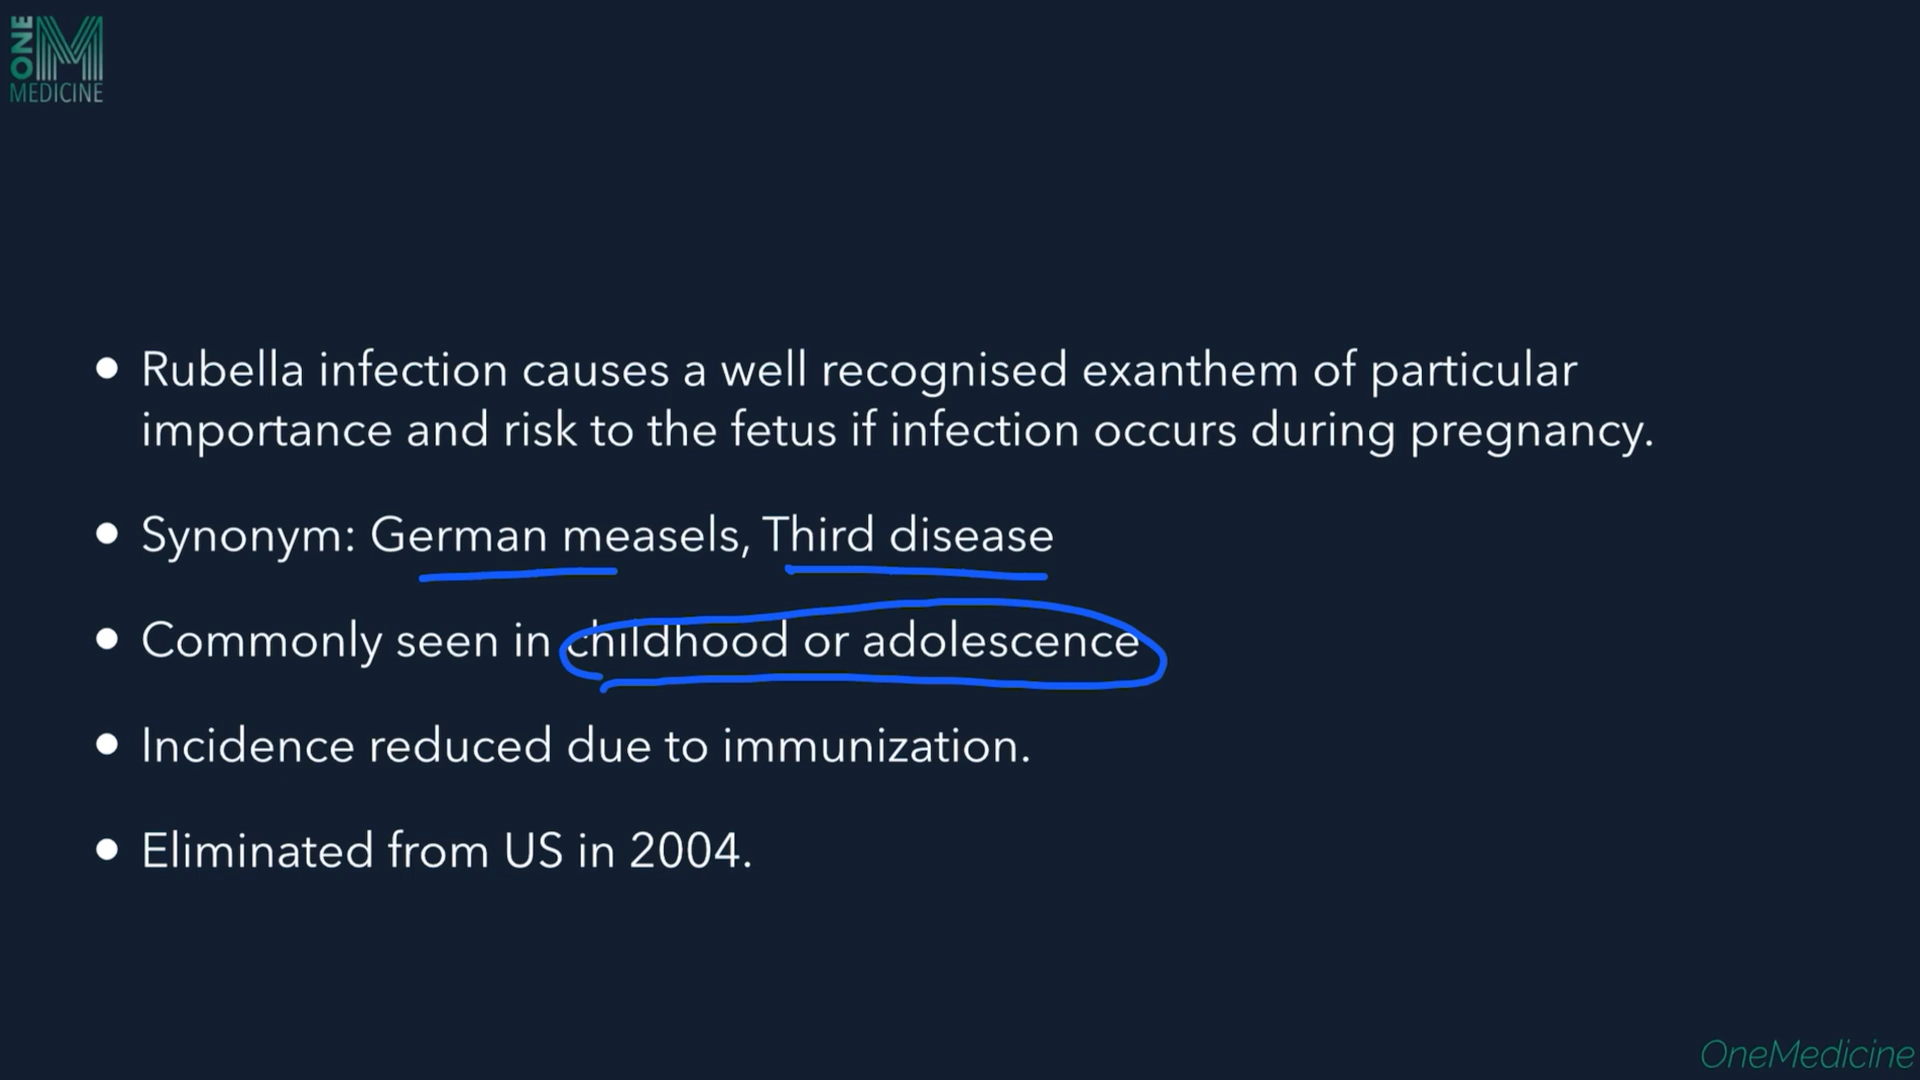 ONE
M
MEDICINE
• Rubella infection causes a well recognised exanthem of particular
importance and risk to the fetus if infection occurs during pregnancy.
• Synonym: German measels, Third disease
• Commonly seen in childhood or adolescence
• Incidence reduced due to immunization.
• Eliminated from US in 2004.
OneMedicine